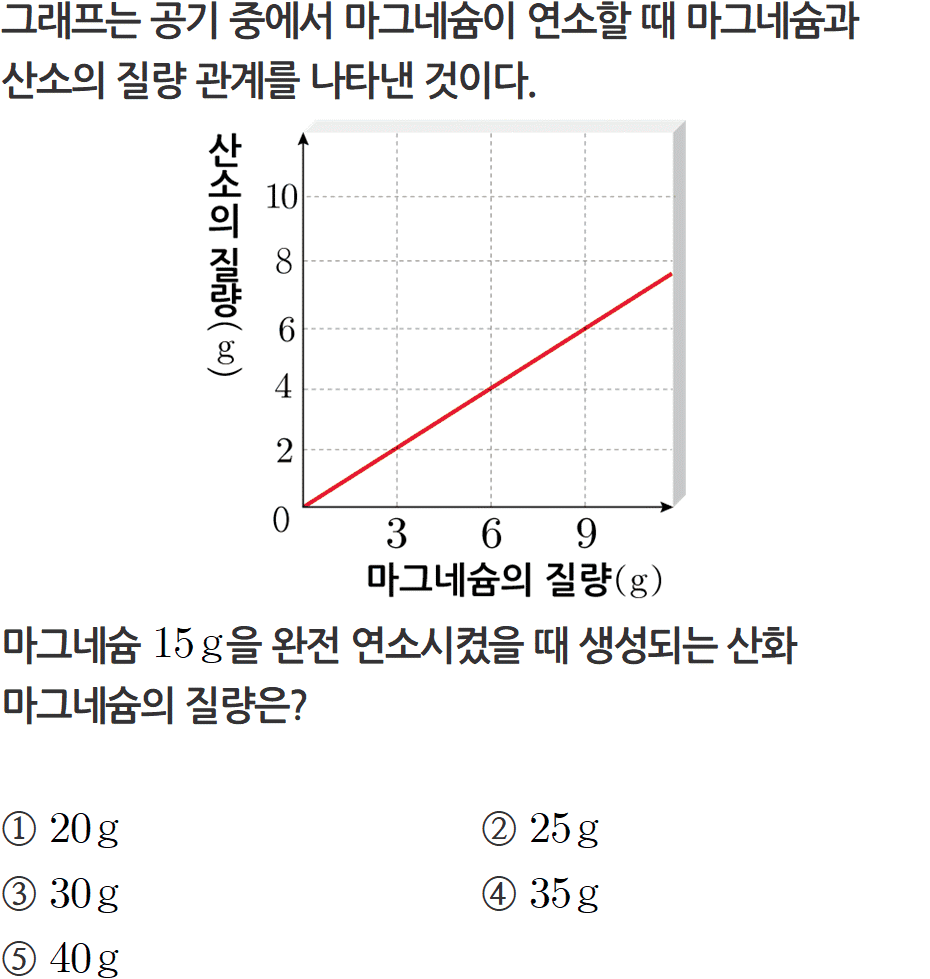 그래프는 공기 중에서 마그네슘이 연소할 때 마그네슘과
산소의 질량 관계를 나타낸 것이다.
산소의 질량(g)
10
8
6
4
2
0
3 6 9
마그네슘의 질량(g)
마그네슘 15 g을 완전 연소시켰을 때 생성되는 산화
마그네슘의 질량은?
① 20 g ② 25 g
③ 30 g ④ 35 g
⑤ 40 g